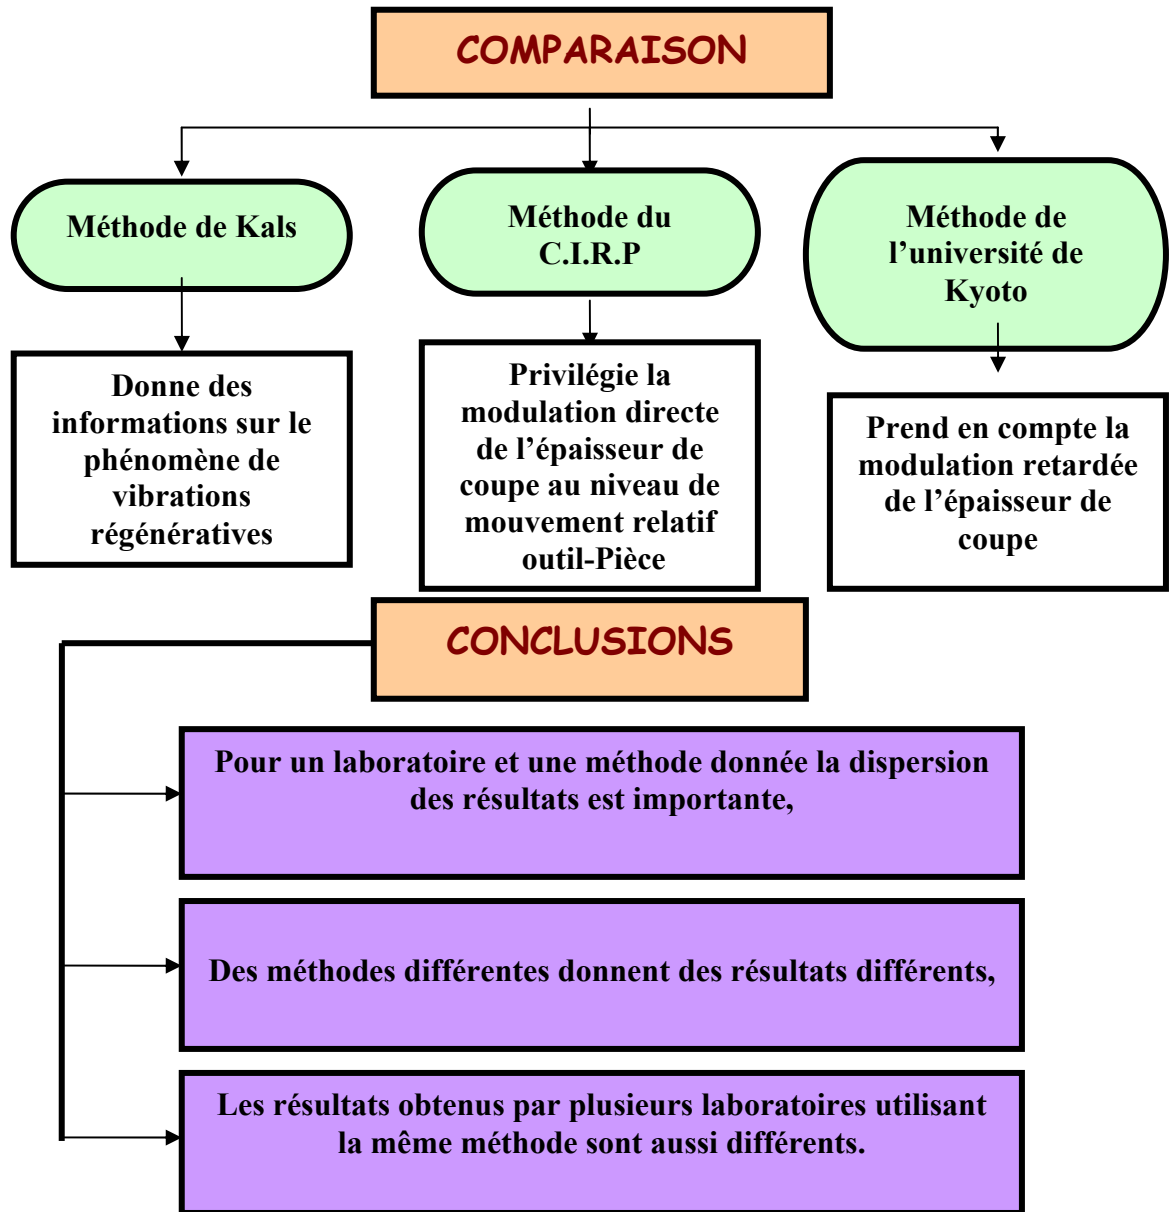 COMPARAISON
Méthode de Kals
Méthode du
C.I.R.P
Méthode de
l’université de
Kyoto
Donne des
informations sur le
phénomène de
vibrations
régénératives
Privilégie la
modulation directe
de l’épaisseur de
coupe au niveau de
mouvement relatif
outil-Pièce
Prend en compte la
modulation retardée
de l’épaisseur de
coupe
CONCLUSIONS
Pour un laboratoire et une méthode donnée la dispersion
des résultats est importante,
Des méthodes différentes donnent des résultats différents,
Les résultats obtenus par plusieurs laboratoires utilisant
la même méthode sont aussi différents.